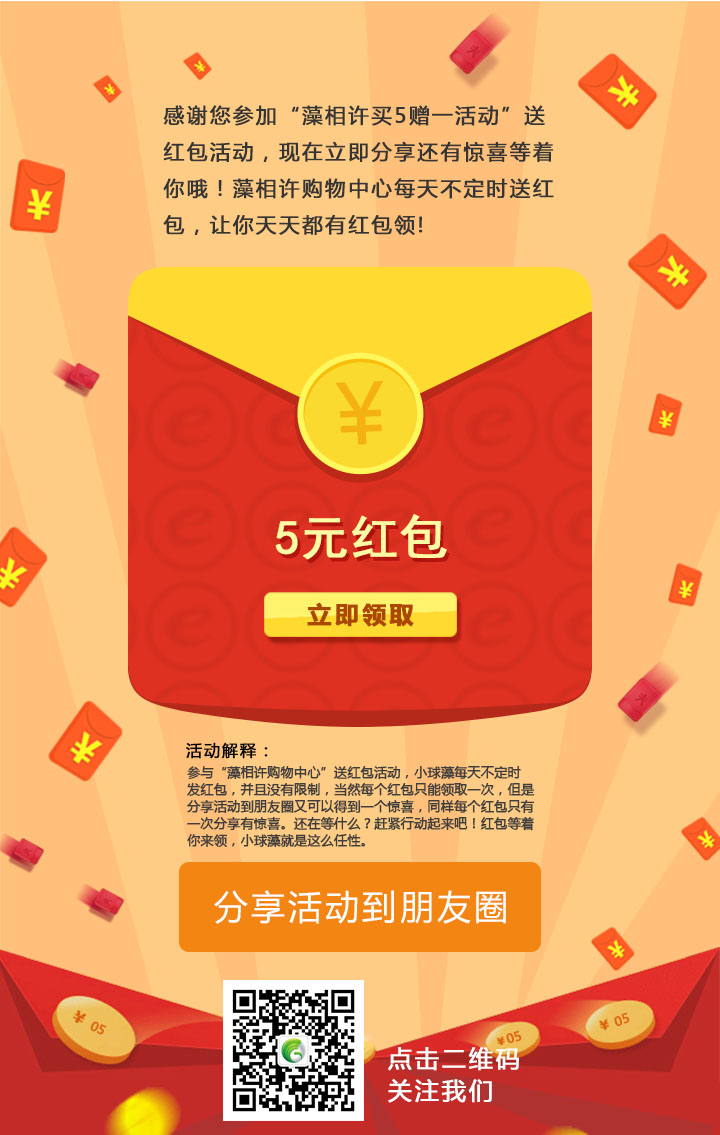 感谢您参加“藻相许买5赠一活动”送
红包活动，现在立即分享还有惊喜等着
你哦！藻相许购物中心每天不定时送红
包，让你天天都有红包领!
¥
5元红包
立即领取
活动解释：
参与“藻相许购物中心”送红包活动，小球藻每天不定时
发红包，并且没有限制，当然每个红包只能领取一次，但是
分享活动到朋友圈又可以得到一个惊喜，同样每个红包只有
一次分享有惊喜。还在等什么？赶紧行动起来吧！红包等着
你来领，小球藻就是这么任性。
分享活动到朋友圈
¥ 05
¥05
¥ 05
点击二维码
关注我们